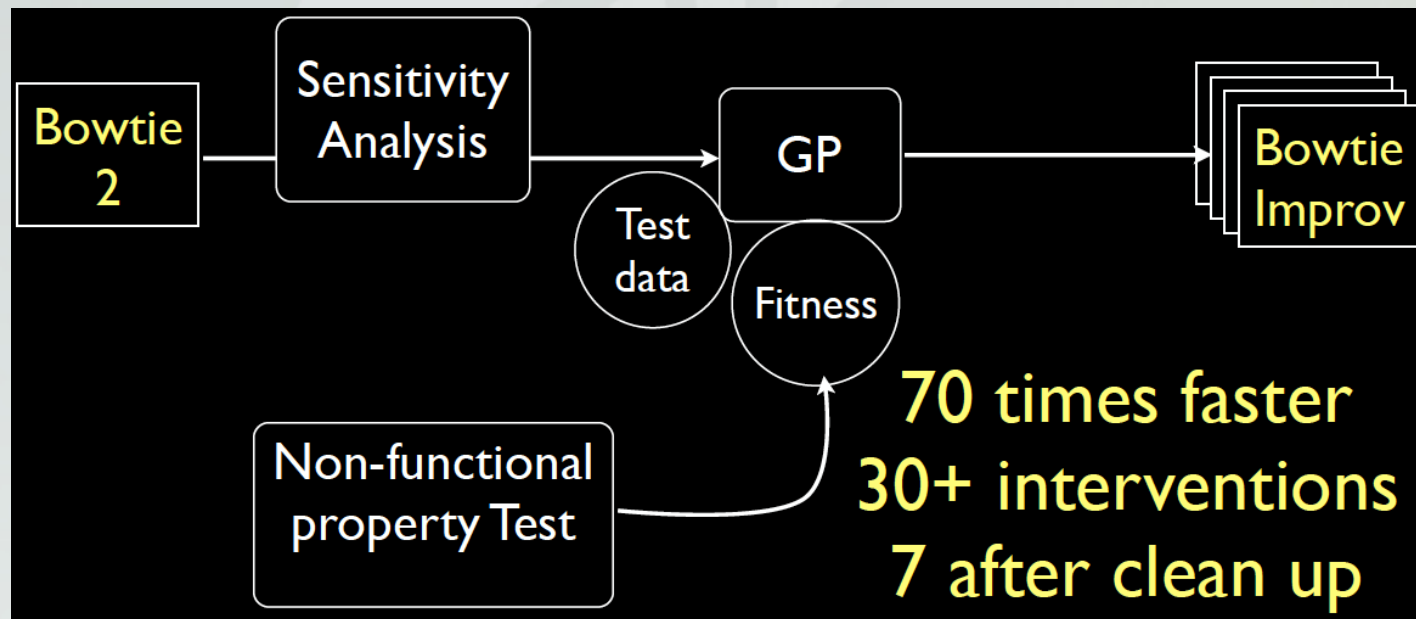 Bowtie
2
Sensitivity
Analysis
GP
Test
data
Fitness
Bowtie
Improv
Non-functional
property Test
70 times faster
30+ interventions
7 after clean up